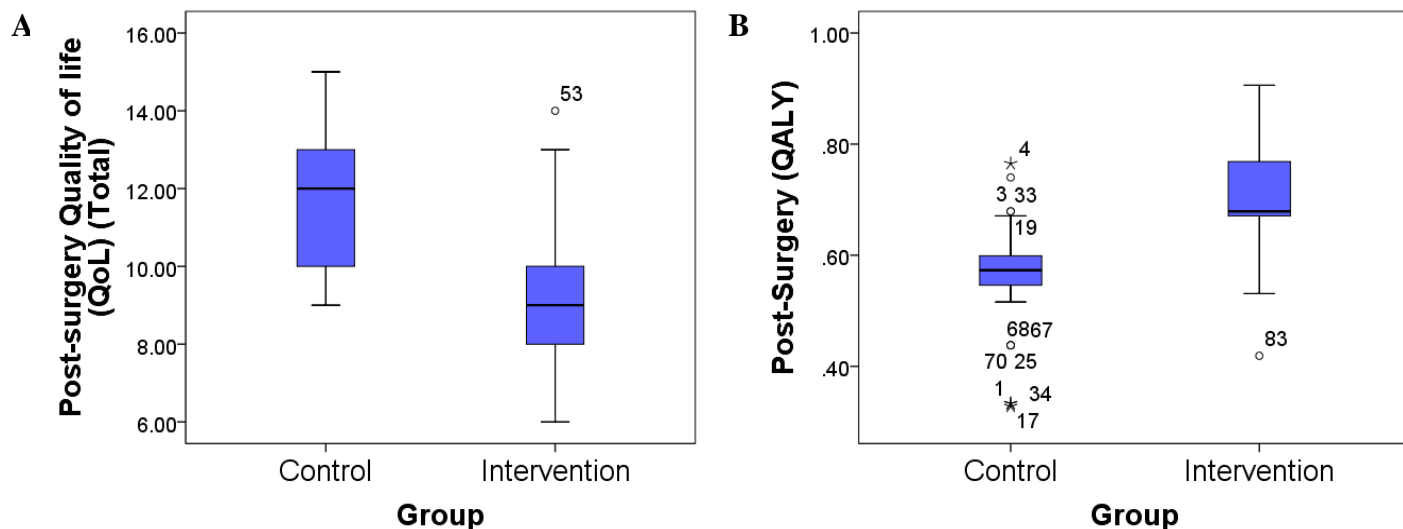 A
Post-surgery Quality of life
(QoL) (Total)
16.00
14.00
12.00
10.00
8.00
6.00
53
Control
Intervention
Group
B
Post-Surgery (QALY)
1.00
.80
.60
.40
4
3 33
19
6867
70 25
1 34
17
83
Control
Intervention
Group